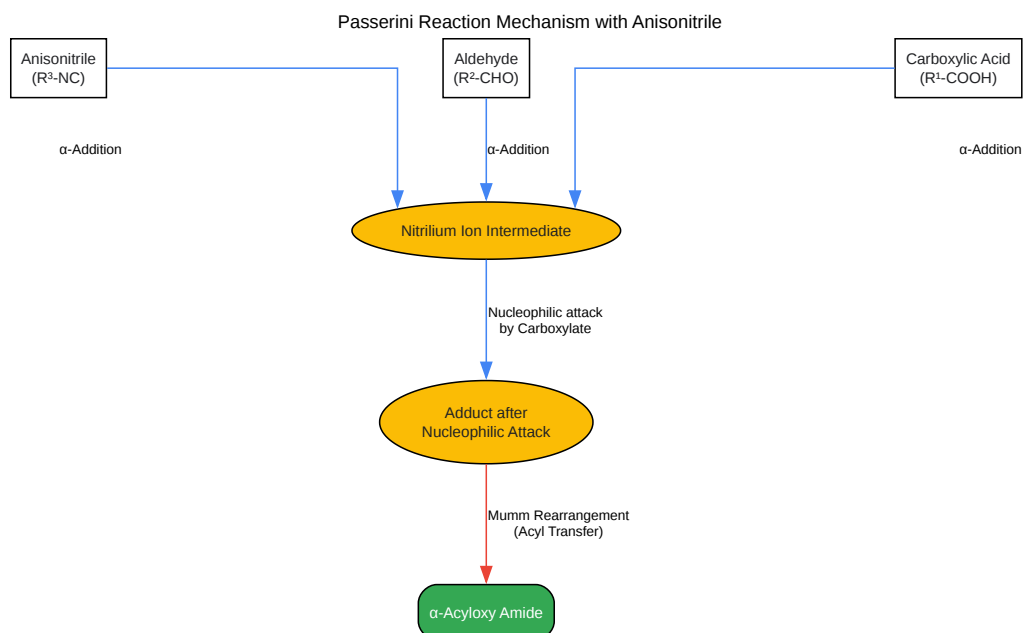 Passerini Reaction Mechanism with Anisonitrile
Anisonitrile
(R³-NC)
Aldehyde
(R²-CHO)
Carboxylic Acid
(R¹-COOH)
α-Addition
α-Addition
α-Addition
Nitrilium Ion Intermediate
Nucleophilic attack
by Carboxylate
Adduct after
Nucleophilic Attack
Mumm Rearrangement
(Acyl Transfer)
α-Acyloxy Amide